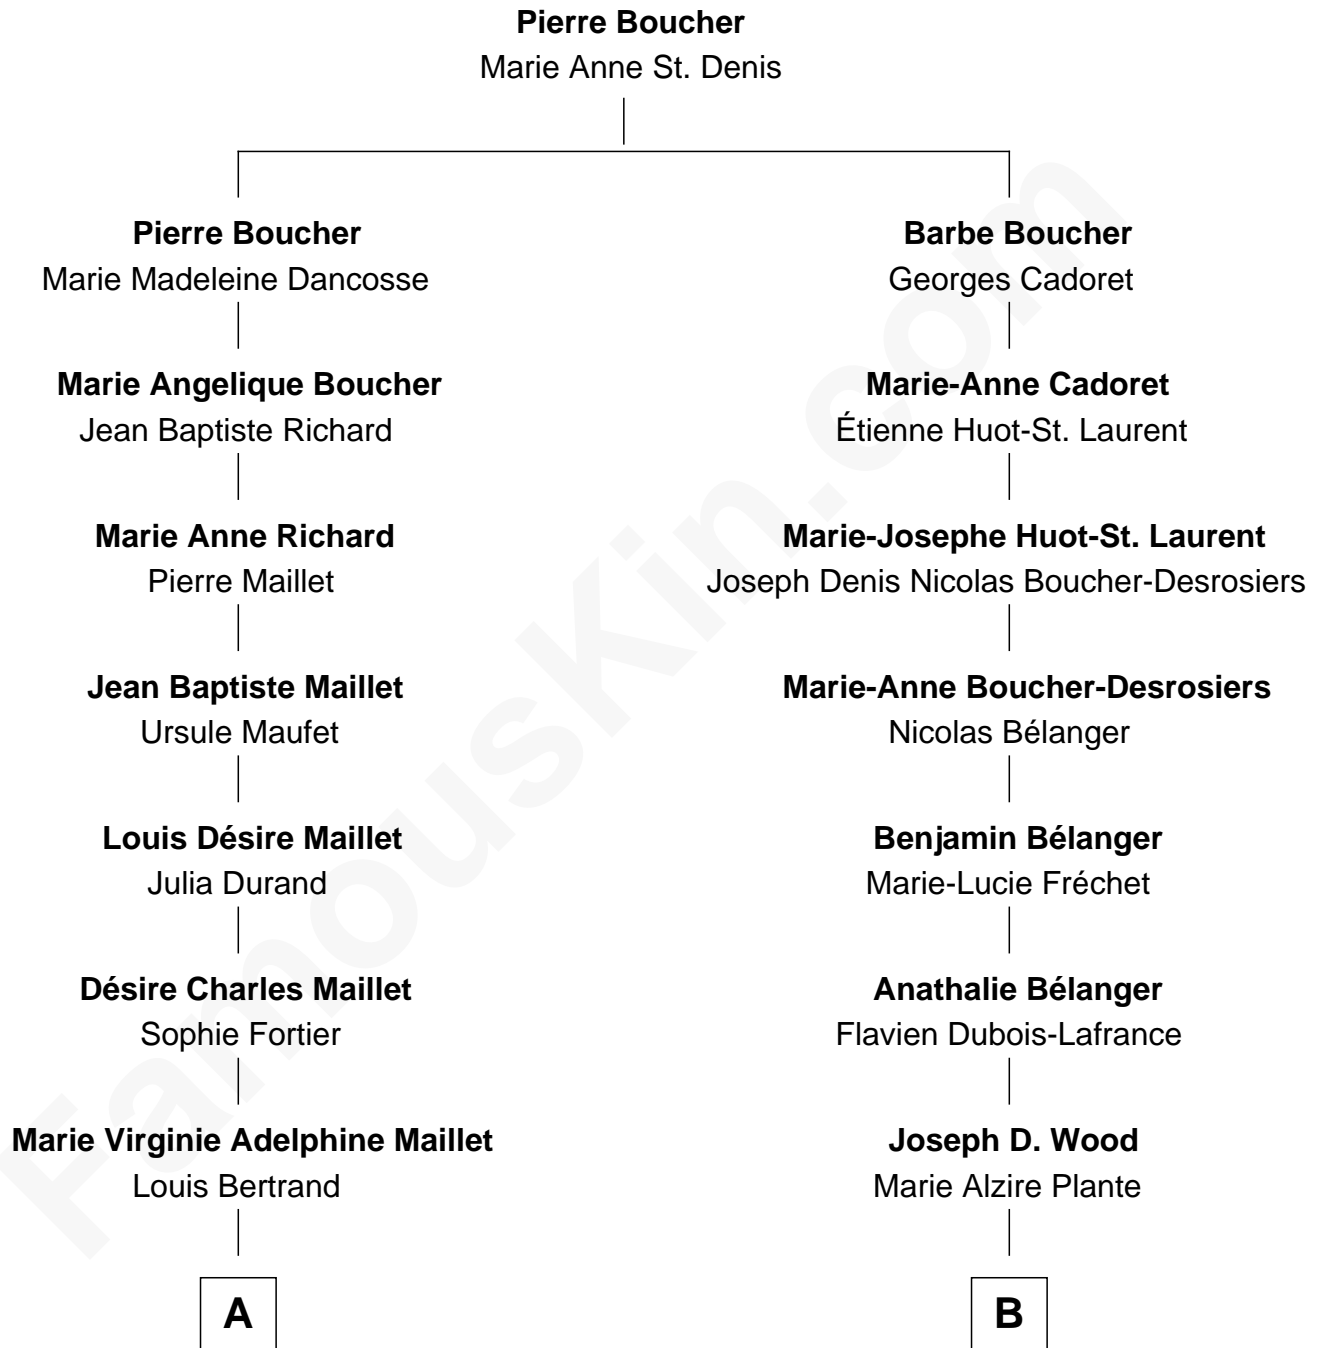 Pierre Boucher
Marie Anne St. Denis
Pierre Boucher
Marie Madeleine Dancosse
Barbe Boucher
Georges Cadoret
Marie Angelique Boucher
Jean Baptiste Richard
Marie-Anne Cadoret
Étienne Huot-St. Laurent
Marie Anne Richard
Pierre Maillet
Marie-Josephe Huot-St. Laurent
Joseph Denis Nicolas Boucher-Desrosiers
Jean Baptiste Maillet
Ursule Maufet
Marie-Anne Boucher-Desrosiers
Nicolas Bélanger
Louis Désire Maillet
Julia Durand
Benjamin Bélanger
Marie-Lucie Fréchet
Désire Charles Maillet
Sophie Fortier
Anathalie Bélanger
Flavien Dubois-Lafrance
Marie Virginie Adelphine Maillet
Louis Bertrand
Joseph D. Wood
Marie Alzire Plante
A
B
FamousKin.com